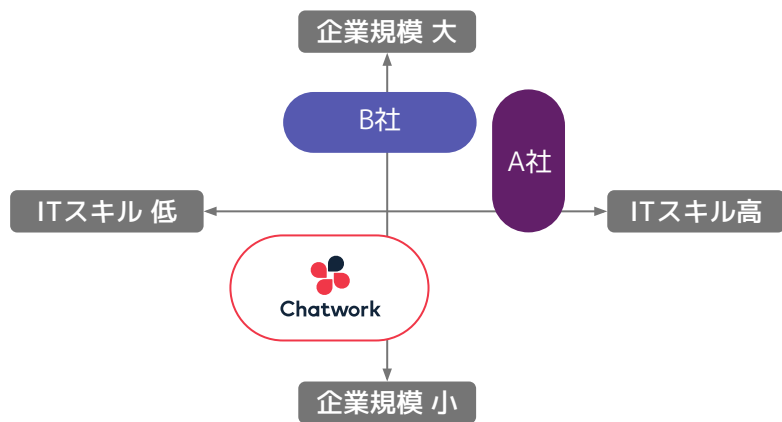 企業規模 大
B社
A社
ITスキル 低
ITスキル高
Chatwork
企業規模 小